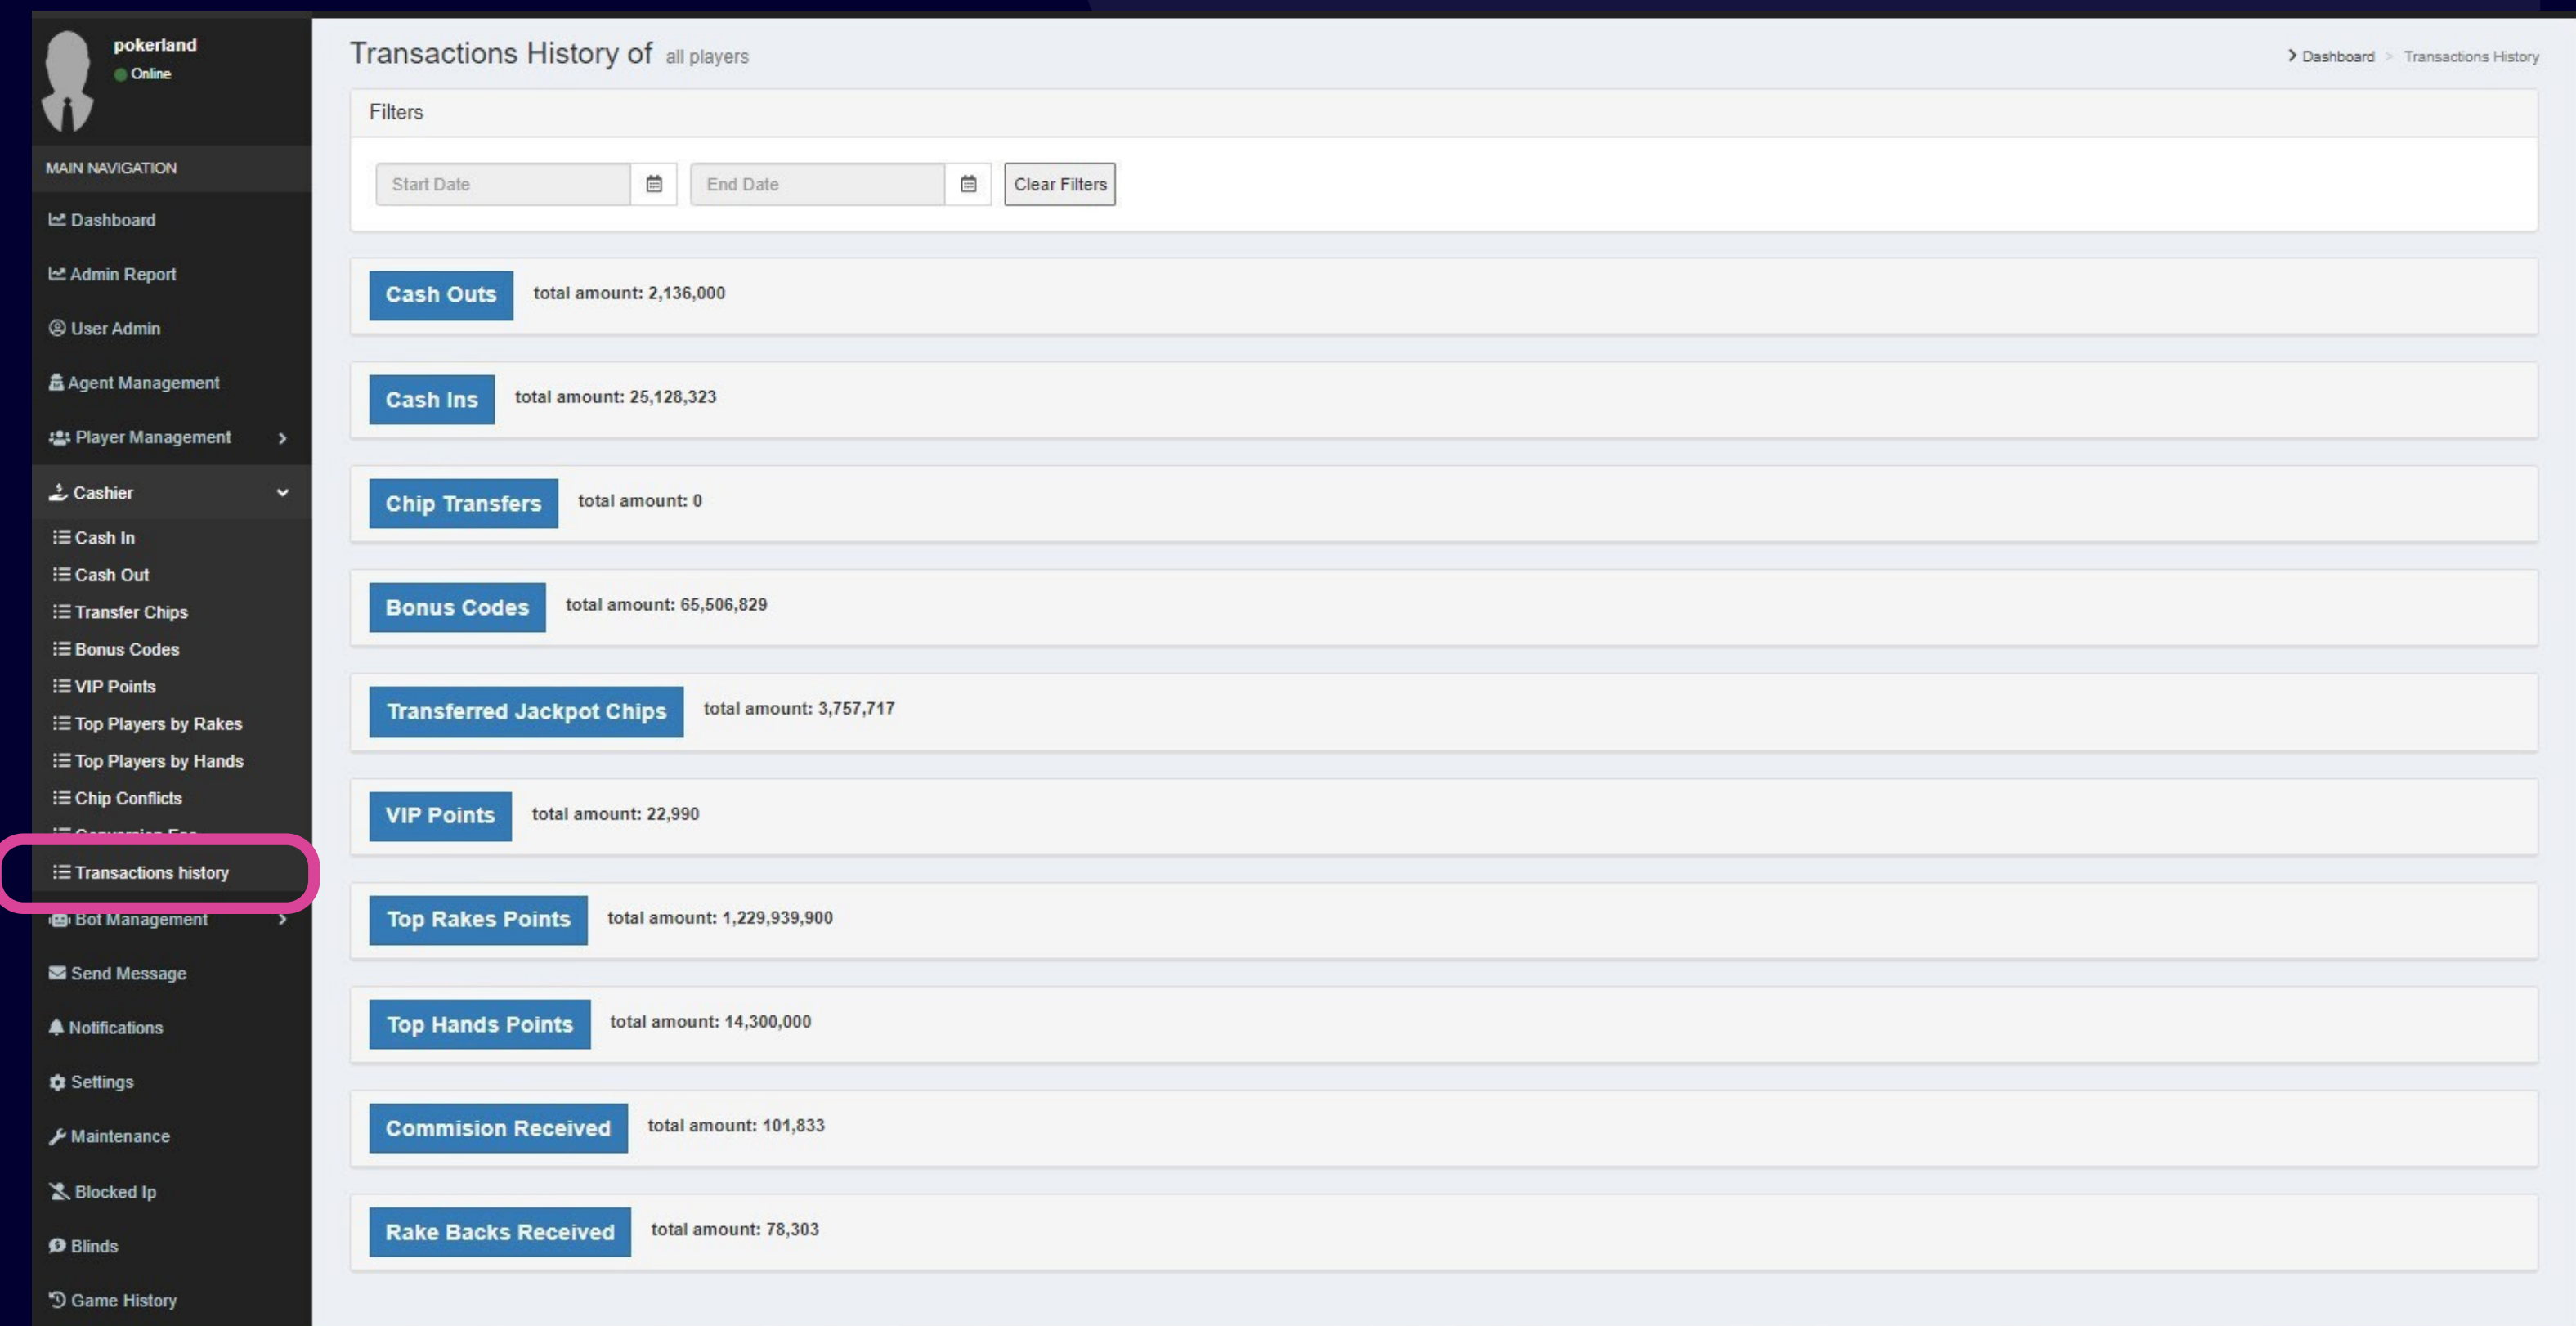 pokerland
Online
MAIN NAVIGATION
Dashboard
Admin Report
User Admin
Agent Management
Player Management
Cashier
Cash In
Cash Out
Transfer Chips
Bonus Codes
VIP Points
Top Players by Rakes
Top Players by Hands
Chip Conflicts
Transactions history
Bot Management
Send Message
Notifications
Settings
Maintenance
Blocked Ip
Blinds
Game History
Transactions History of all players
Dashboard > Transactions History
Filters
Start Date End Date Clear Filters
Cash Outs total amount: 2,136,000
Cash Ins total amount: 25,128,323
Chip Transfers total amount: 0
Bonus Codes total amount: 65,506,829
Transferred Jackpot Chips total amount: 3,757,717
VIP Points total amount: 22,990
Top Rakes Points total amount: 1,229,939,900
Top Hands Points total amount: 14,300,000
Commision Received total amount: 101,833
Rake Backs Received total amount: 78,303